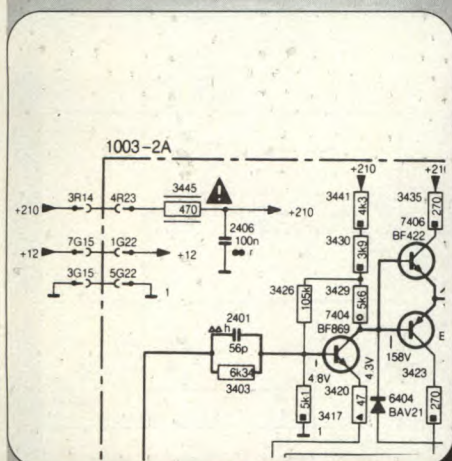 1003-2A
+210
+210
3R14
4R23
3445
470
3441
4k3
3435
270
+210
+210
7406
BF422
7G15
1G22
2406
100n
r
3430
3k9
+12
+12
3G15
5G22
1
3426
105k
3429
5k6
7404
BF869
2401
h
56p
6k34
3403
4.8V
4.3V
158V
3423
5k1
3417
1
3420
47
6404
BAV21
270